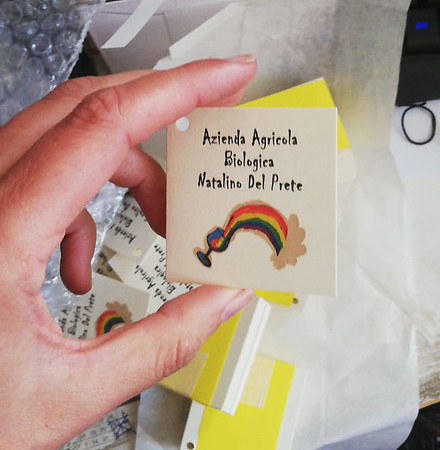 Azienda Agricola
Biologica
Natalino Del Prete